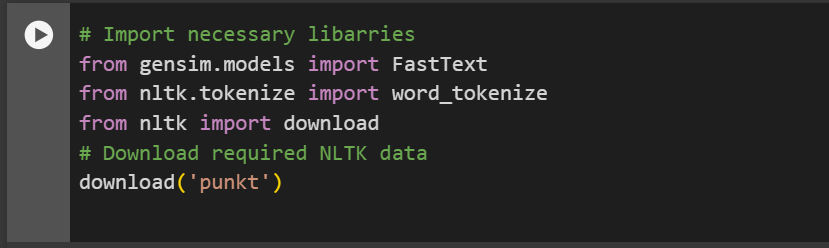 # Import necessary libarries
from gensim.models import FastText
from nltk.tokenize import word_tokenize
from nltk import download
# Download required NLTK data
download('punkt')